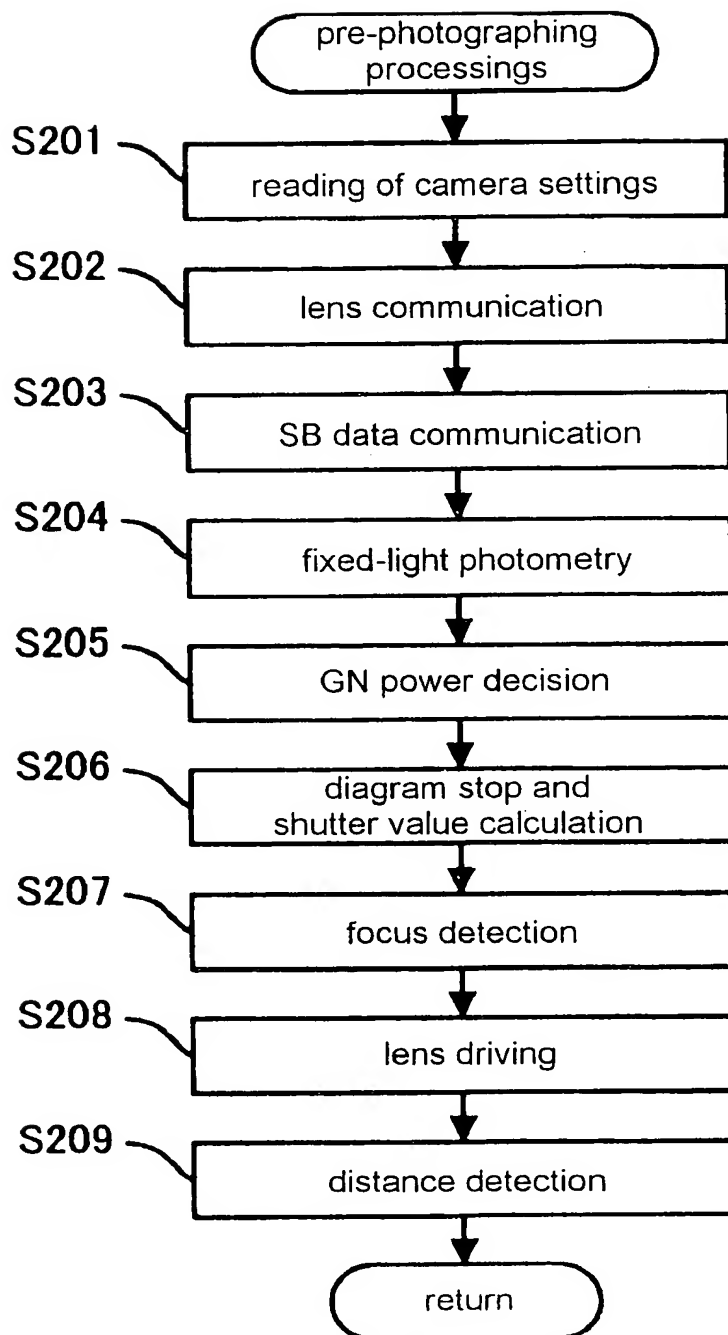 pre-photographing
processings
S201
reading of camera settings
S202
lens communication
S203
SB data communication
S204
fixed-light photometry
S205
GN power decision
S206
diagram stop and
shutter value calculation
S207
focus detection
S208
lens driving
S209
distance detection
return